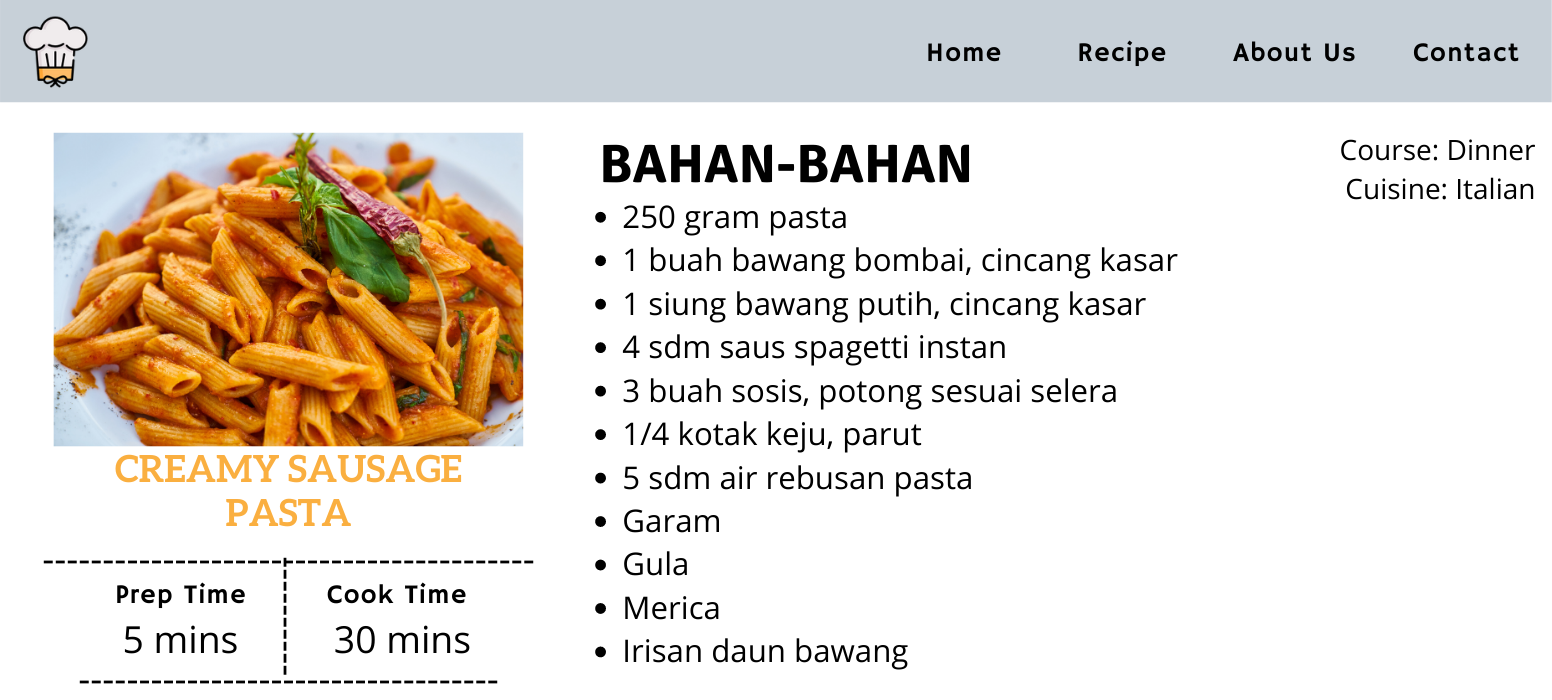 Home Recipe About Us Contact
CREAMY SAUSAGE
PASTA
Prep Time Cook Time
5 mins 30 mins
BAHAN-BAHAN
• 250 gram pasta
• 1 buah bawang bombai, cincang kasar
• 1 siung bawang putih, cincang kasar
• 4 sdm saus spagetti instan
• 3 buah sosis, potong sesuai selera
• 1/4 kotak keju, parut
• 5 sdm air rebusan pasta
• Garam
• Gula
• Merica
• Irisan daun bawang
Course: Dinner
Cuisine: Italian